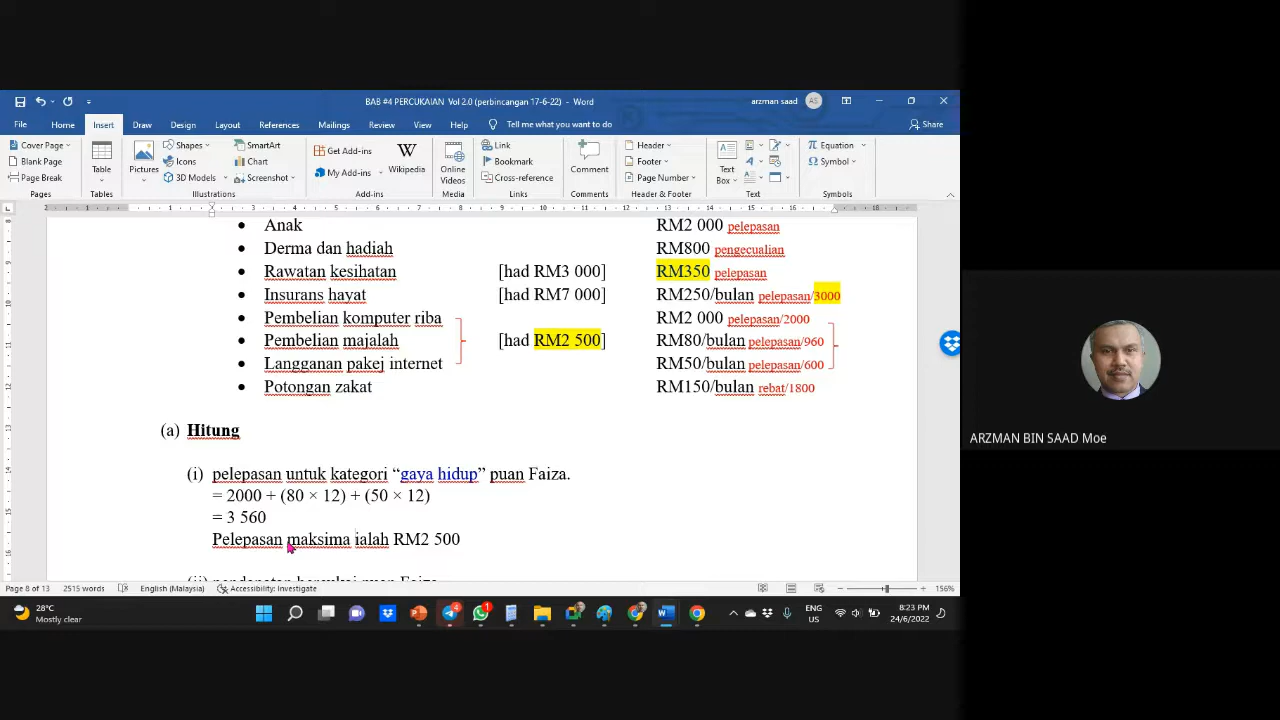 BAB #4 PERCUKAIAN Vol 2.0 (perbincangan 17-6-22) - Word
arzman saad AS
File Home Insert Draw Design Layout References Mailings Review View Help Tell me what you want to do Share
Cover Page
Blank Page
Page Break
Pages
Table
Tables
Pictures
Shapes
Icons
3D Models
SmartArt
Chart
Screenshot
Illustrations
Get Add-ins
My Add-ins
Wikipedia
Add-ins
Online Videos
Media
Link
Bookmark
Cross-reference
Links
Comment
Comments
Header
Footer
Page Number
Header & Footer
Text Box
Text
Equation
Symbol
Symbols
• Anak RM2 000 pelepasan
• Derma dan hadiah RM800 pengecualian
• Rawatan kesihatan [had RM3 000] RM350 pelepasan
• Insurans hayat [had RM7 000] RM250/bulan pelepasan/3000
• Pembelian komputer riba RM2 000 pelepasan/2000
• Pembelian majalah [had RM2 500] RM80/bulan pelepasan/960
• Langganan pakej internet RM50/bulan pelepasan/600
• Potongan zakat RM150/bulan rebat/1800
(a) Hitung
(i) pelepasan untuk kategori “gaya hidup” puan Faiza.
= 2000 + (80 × 12) + (50 × 12)
= 3 560
Pelepasan maksima ialah RM2 500
(ii) pendapatan bercukai puan Faiza
Page 8 of 13 2515 words English (Malaysia) Accessibility: Investigate 156%
28°C
Mostly clear
ENG
US
8:23 PM
24/6/2022
ARZMAN BIN SAAD Moe